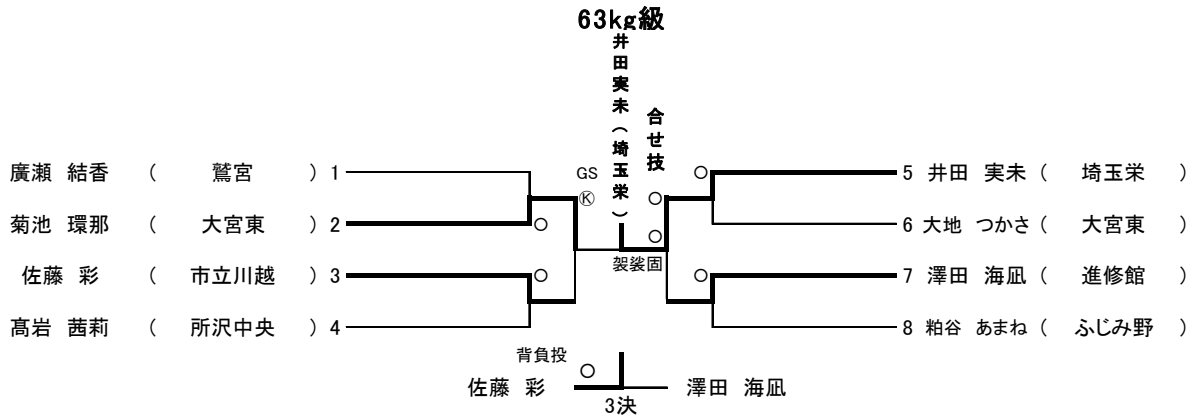 63kg級
井田実未（埼玉栄）
合せ技
廣瀬 結香 （ 鷲宮 ） 1
GS
○
5 井田 実未 （ 埼玉栄 ）
Ⓚ
○
菊池 環那 （ 大宮東 ） 2
○
○
6 大地 つかさ （ 大宮東 ）
袈裟固
佐藤 彩 （ 市立川越 ） 3
○
○
7 澤田 海凪 （ 進修館 ）
髙岩 茜莉 （ 所沢中央 ） 4
8 粕谷 あまね （ ふじみ野 ）
背負投
○
佐藤 彩
澤田 海凪
3決